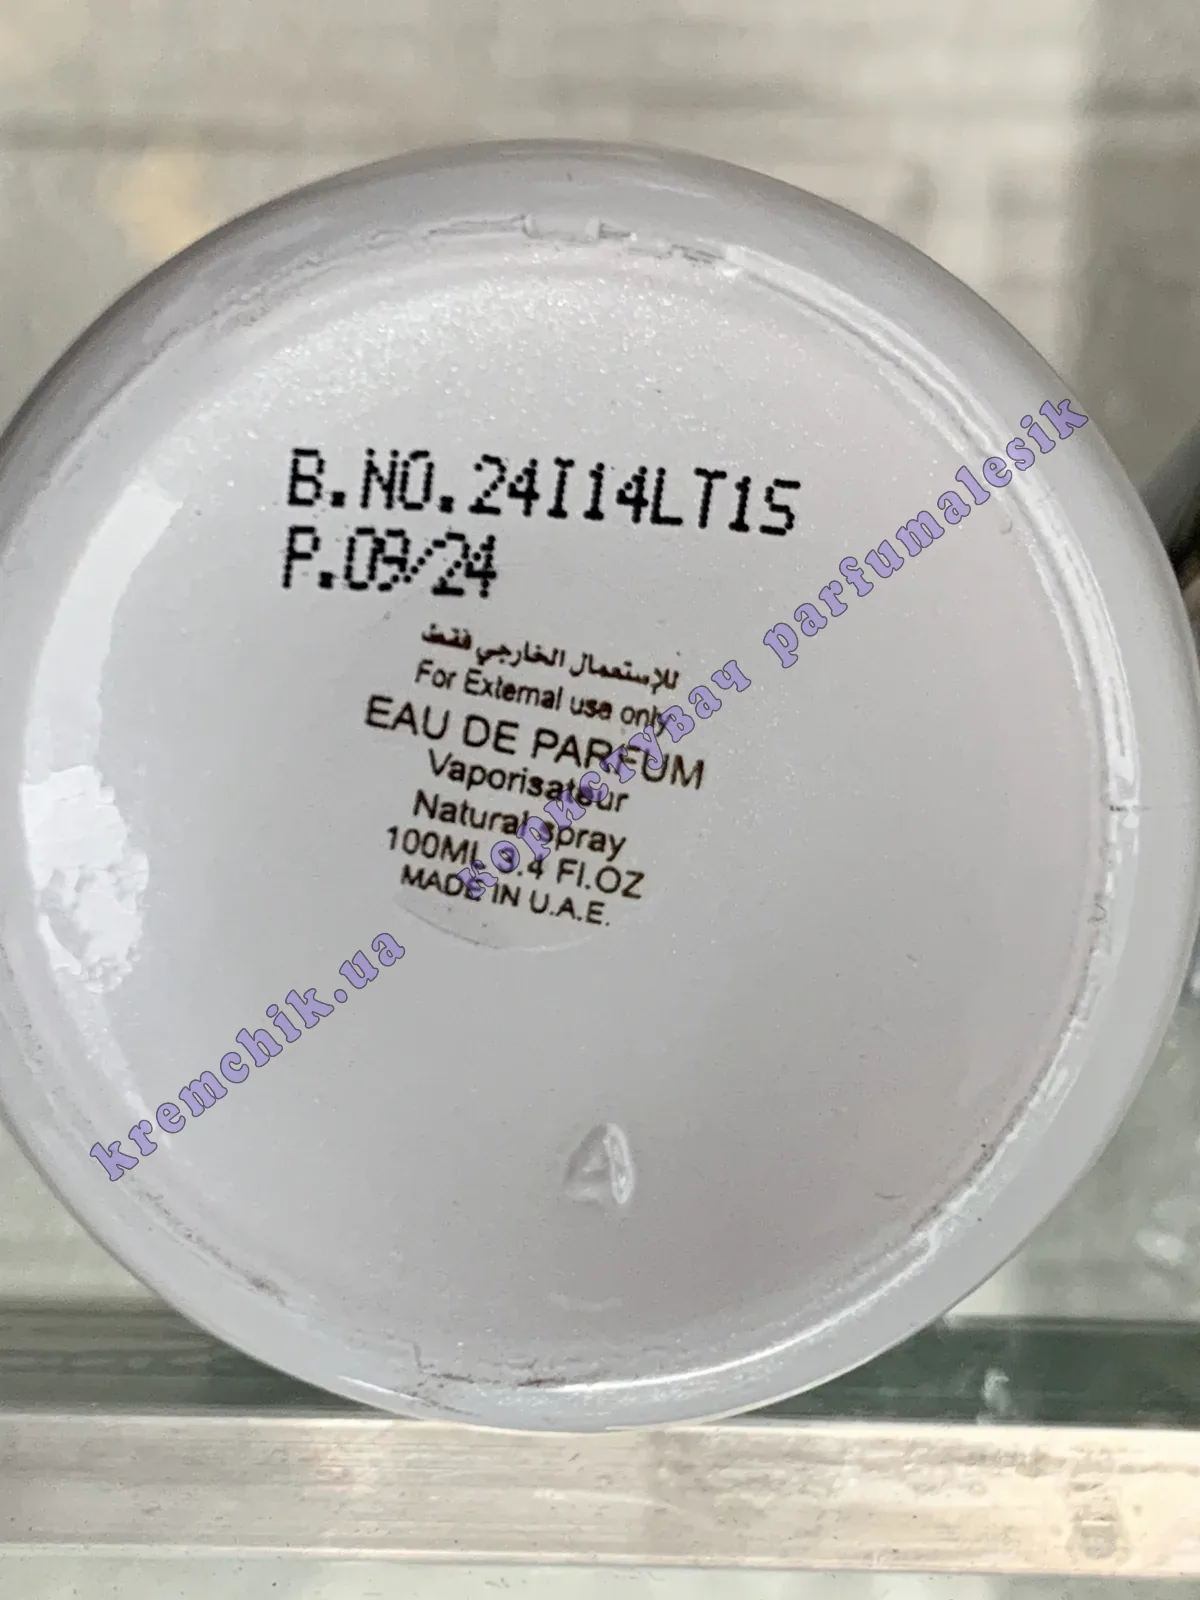 B.NO.24I14LT1S
P.09/24
للإستعمال الخارجي فقط
For External use only
EAU DE PARFUM
Vaporisateur
Natural spray
100ML 3.4 Fl.OZ
MADE IN U.A.E.
A
kremchik.ua користувач parfumalesik